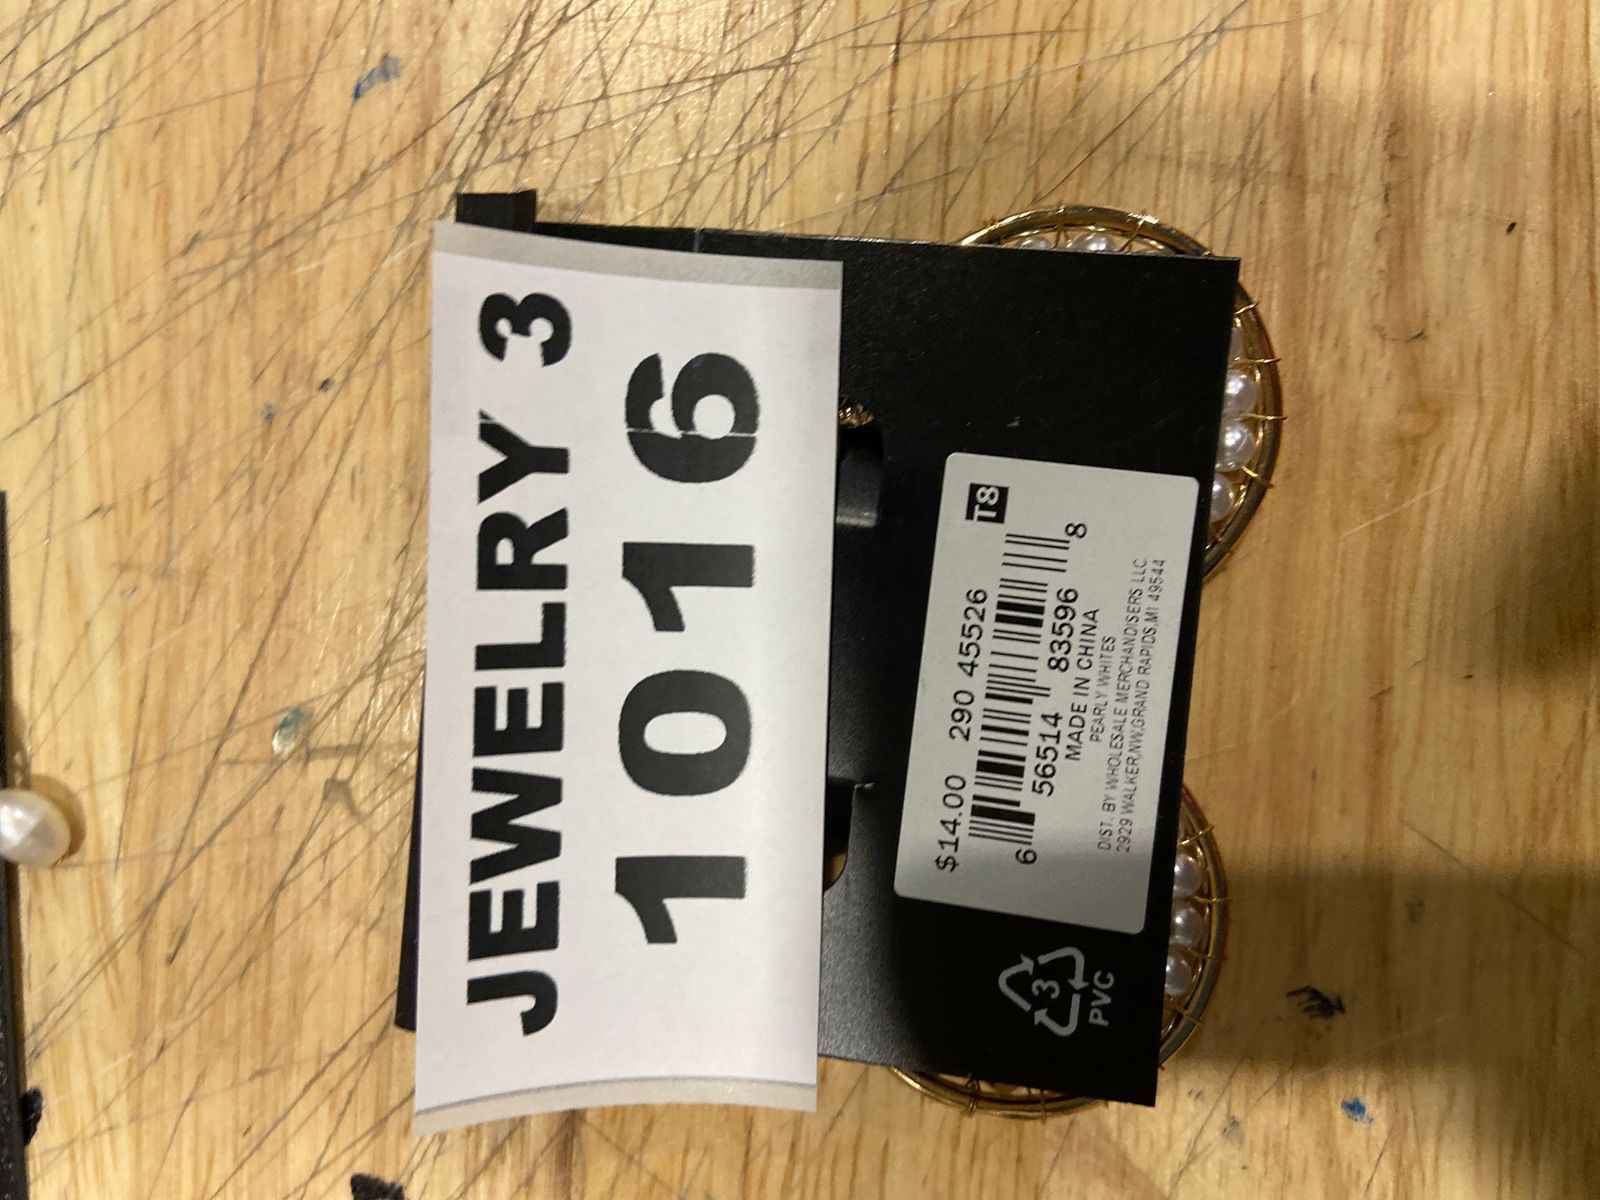 JEWELRY 3
1016
T8
$14.00 290 45526
6 56514 83596 8
MADE IN CHINA
PEARLY WHITES
DIST. BY WHOLESALE MERCHANDISERS LLC.
2929 WALKER,NW,GRAND RAPIDS,MI 49544
3
PVC